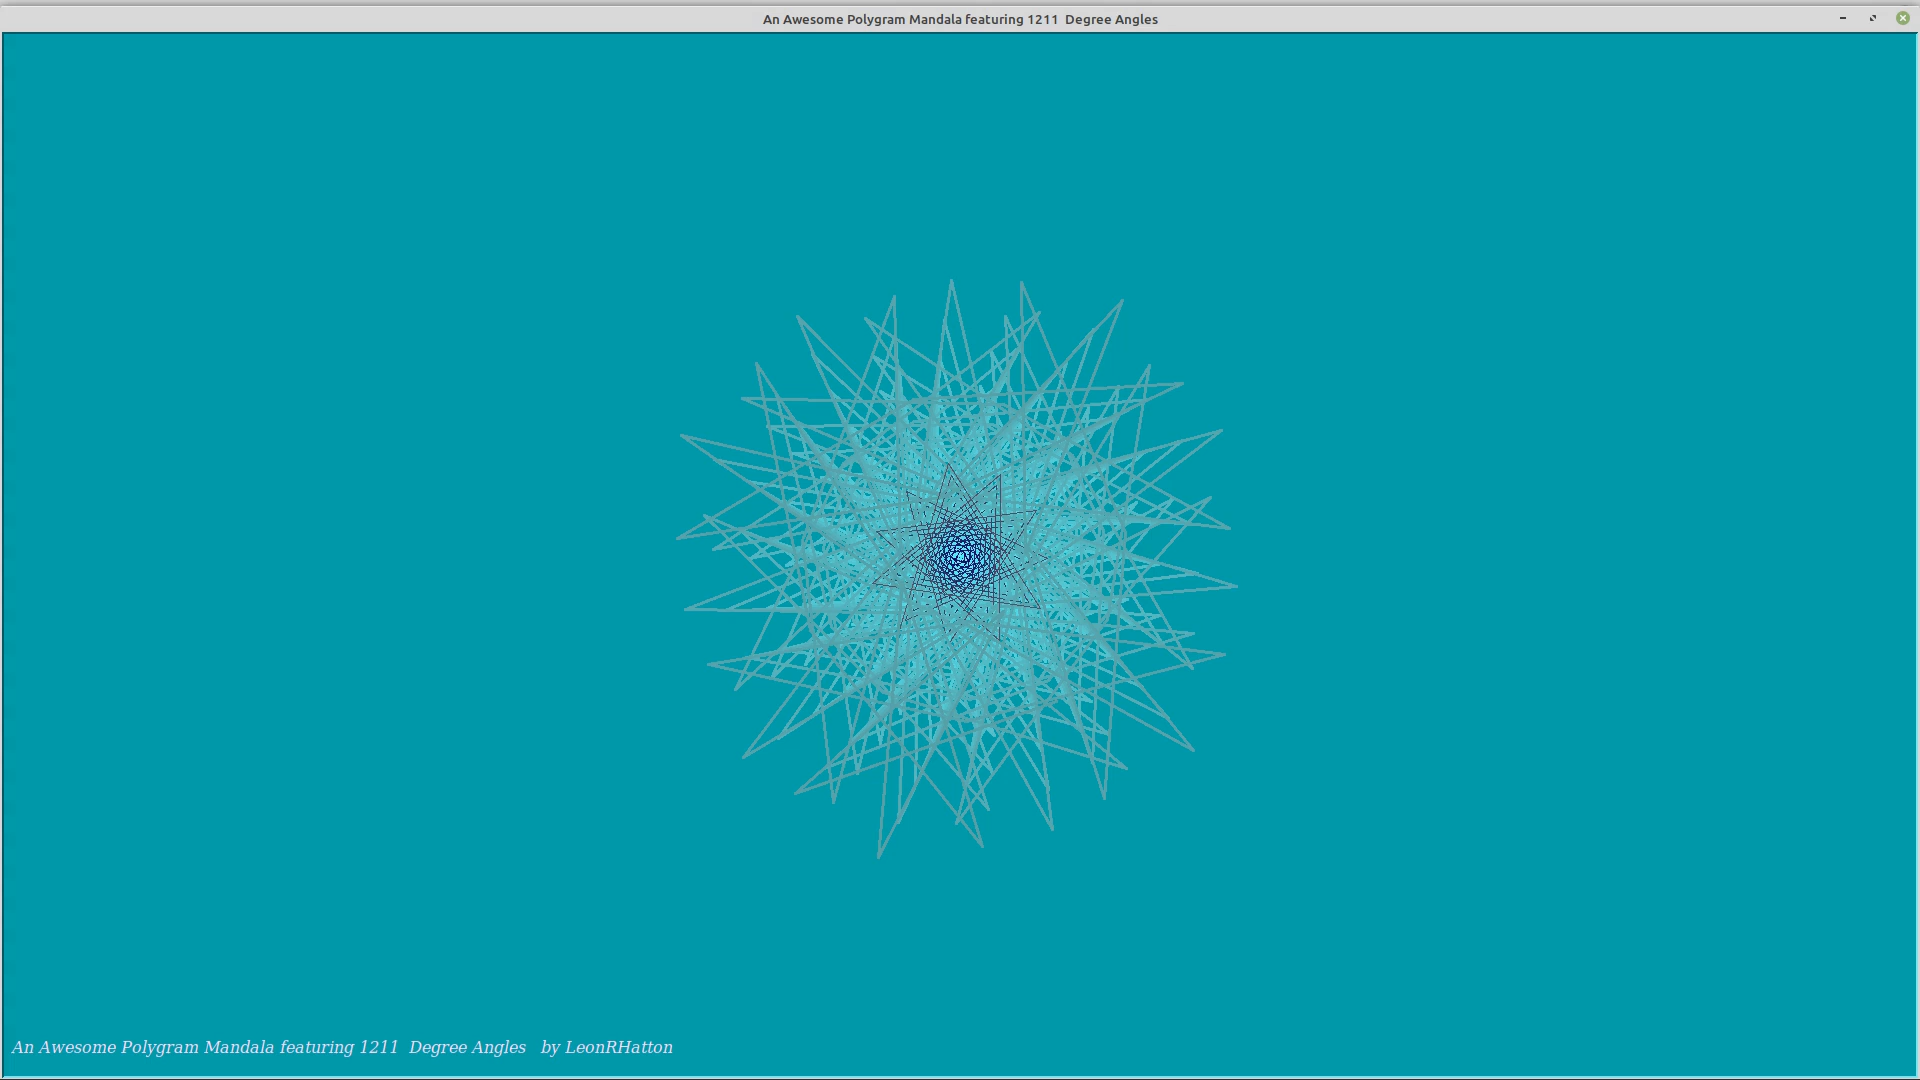 An Awesome Polygram Mandala featuring 1211  Degree Angles
An Awesome Polygram Mandala featuring 1211  Degree Angles   by LeonRHatton